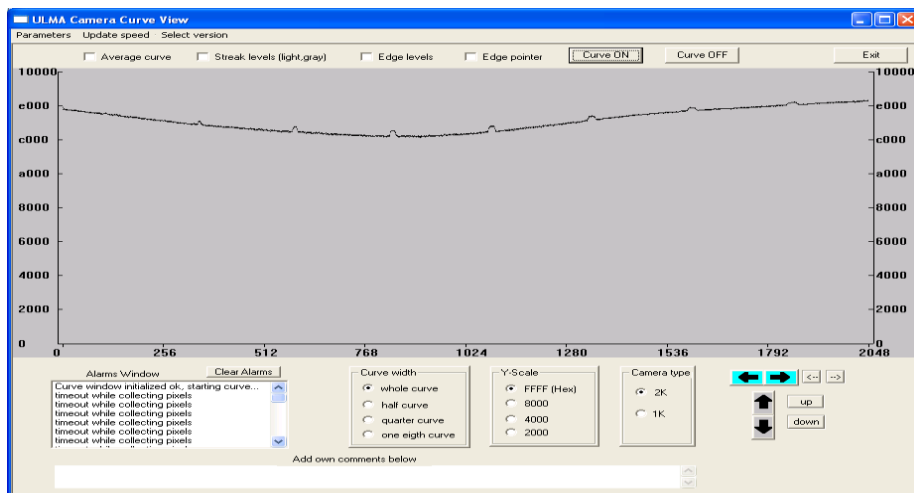 ULMA Camera Curve View
Parameters Update speed Select version
Average curve Streak levels (light,gray) Edge levels Edge pointer Curve ON Curve OFF Exit
10000 10000
e000 e000
c000 c000
a000 a000
8000 8000
6000 6000
4000 4000
2000 2000
0 0
0 256 512 768 1024 1280 1536 1792 2048
Alarms Window Clear Alarms
Curve window initialized ok, starting curve...
timeout while collecting pixels
timeout while collecting pixels
timeout while collecting pixels
timeout while collecting pixels
timeout while collecting pixels
Curve width
whole curve
half curve
quarter curve
one eigth curve
Y-Scale
FFFF (Hex)
8000
4000
2000
Camera type
2K
1K
<-- -->
up
down
Add own comments below